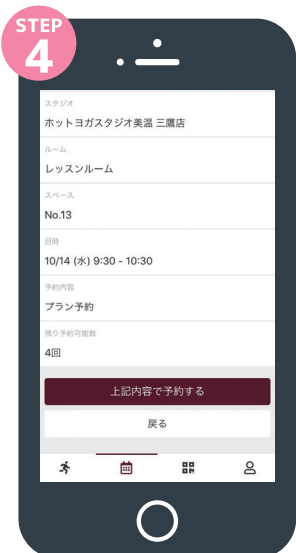 STEP
4
スタジオ
ホットヨガスタジオ美温 三鷹店
ルーム
レッスンルーム
スペース
No.13
日時
10/14 (水) 9:30 - 10:30
予約内容
プラン予約
残り予約可能数
4回
上記内容で予約する
戻る